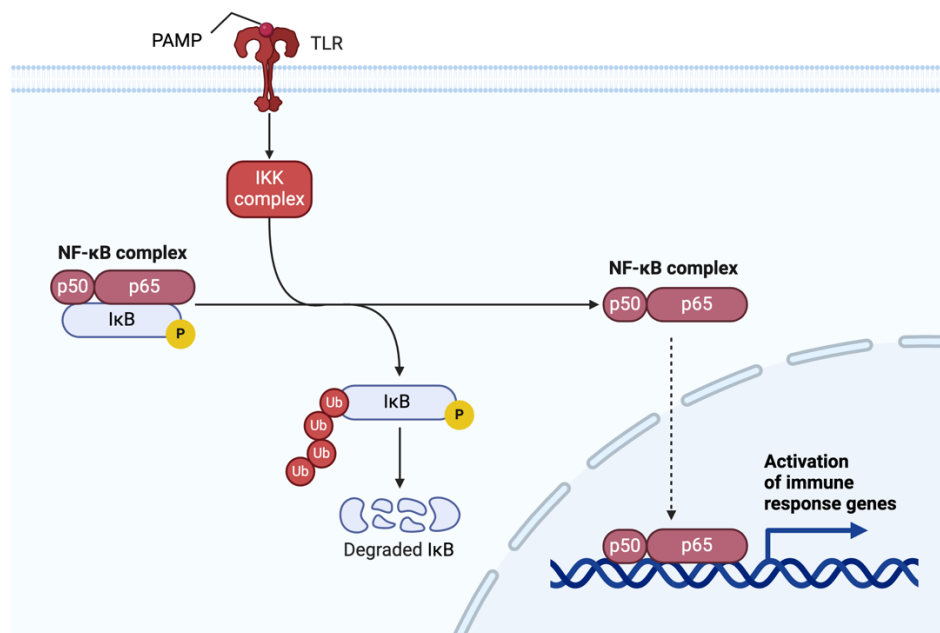 PAMP
TLR
IKK
complex
NF-κB complex
p50
p65
IκB
P
NF-κB complex
p50
p65
Ub
IκB
P
Ub
Ub
Ub
Degraded IκB
Activation
of immune
response genes
p50
p65